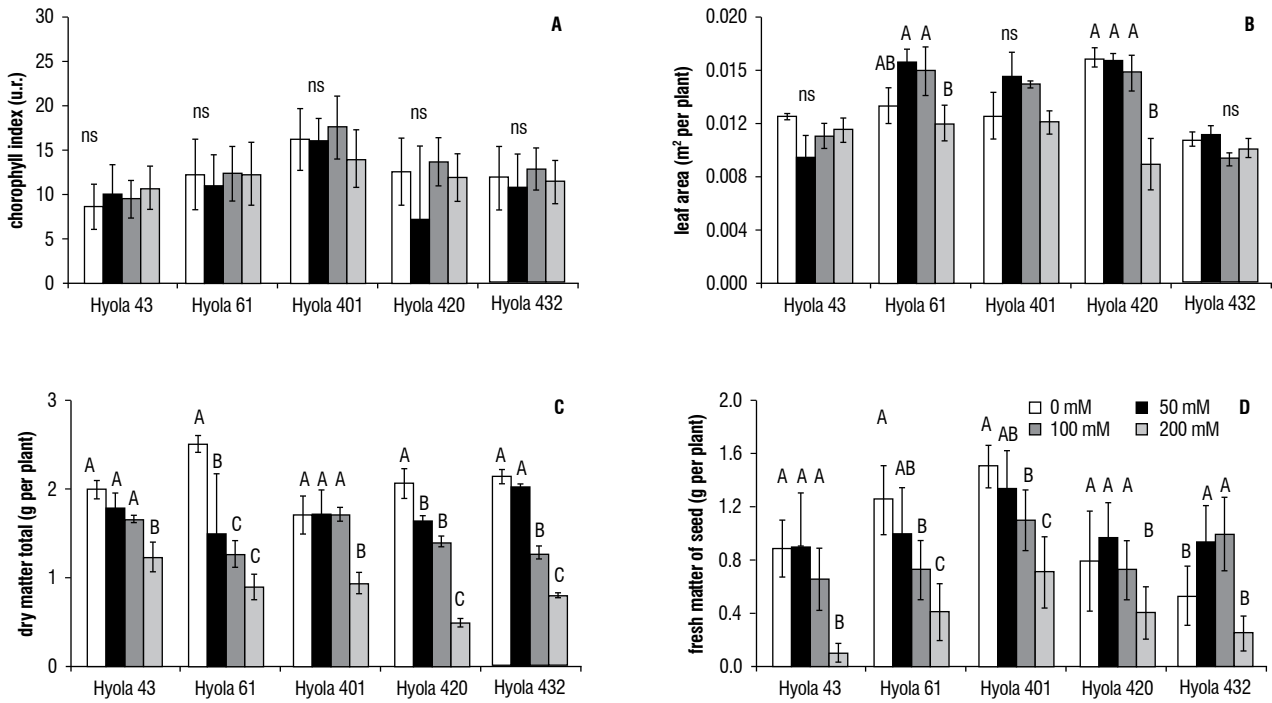 A
chorophyll index (u.r.)
30
25
20
15
10
5
0
ns
ns
ns
ns
ns
Hyola 43 Hyola 61 Hyola 401 Hyola 420 Hyola 432
B
leaf area (m² per plant)
0.020
0.015
0.012
0.008
0.004
0.000
ns
AB A A B
ns
A A A B
ns
Hyola 43 Hyola 61 Hyola 401 Hyola 420 Hyola 432
C
dry matter total (g per plant)
3
2
1
0
A A A B
A B C C
A A A B
A B B C
A A B C
Hyola 43 Hyola 61 Hyola 401 Hyola 420 Hyola 432
D
0 mM 50 mM
100 mM 200 mM
fresh matter of seed (g per plant)
2.0
1.6
1.2
0.8
0.4
0.0
A A A B
A AB B C
A AB B C
A A A B
B A A B
Hyola 43 Hyola 61 Hyola 401 Hyola 420 Hyola 432